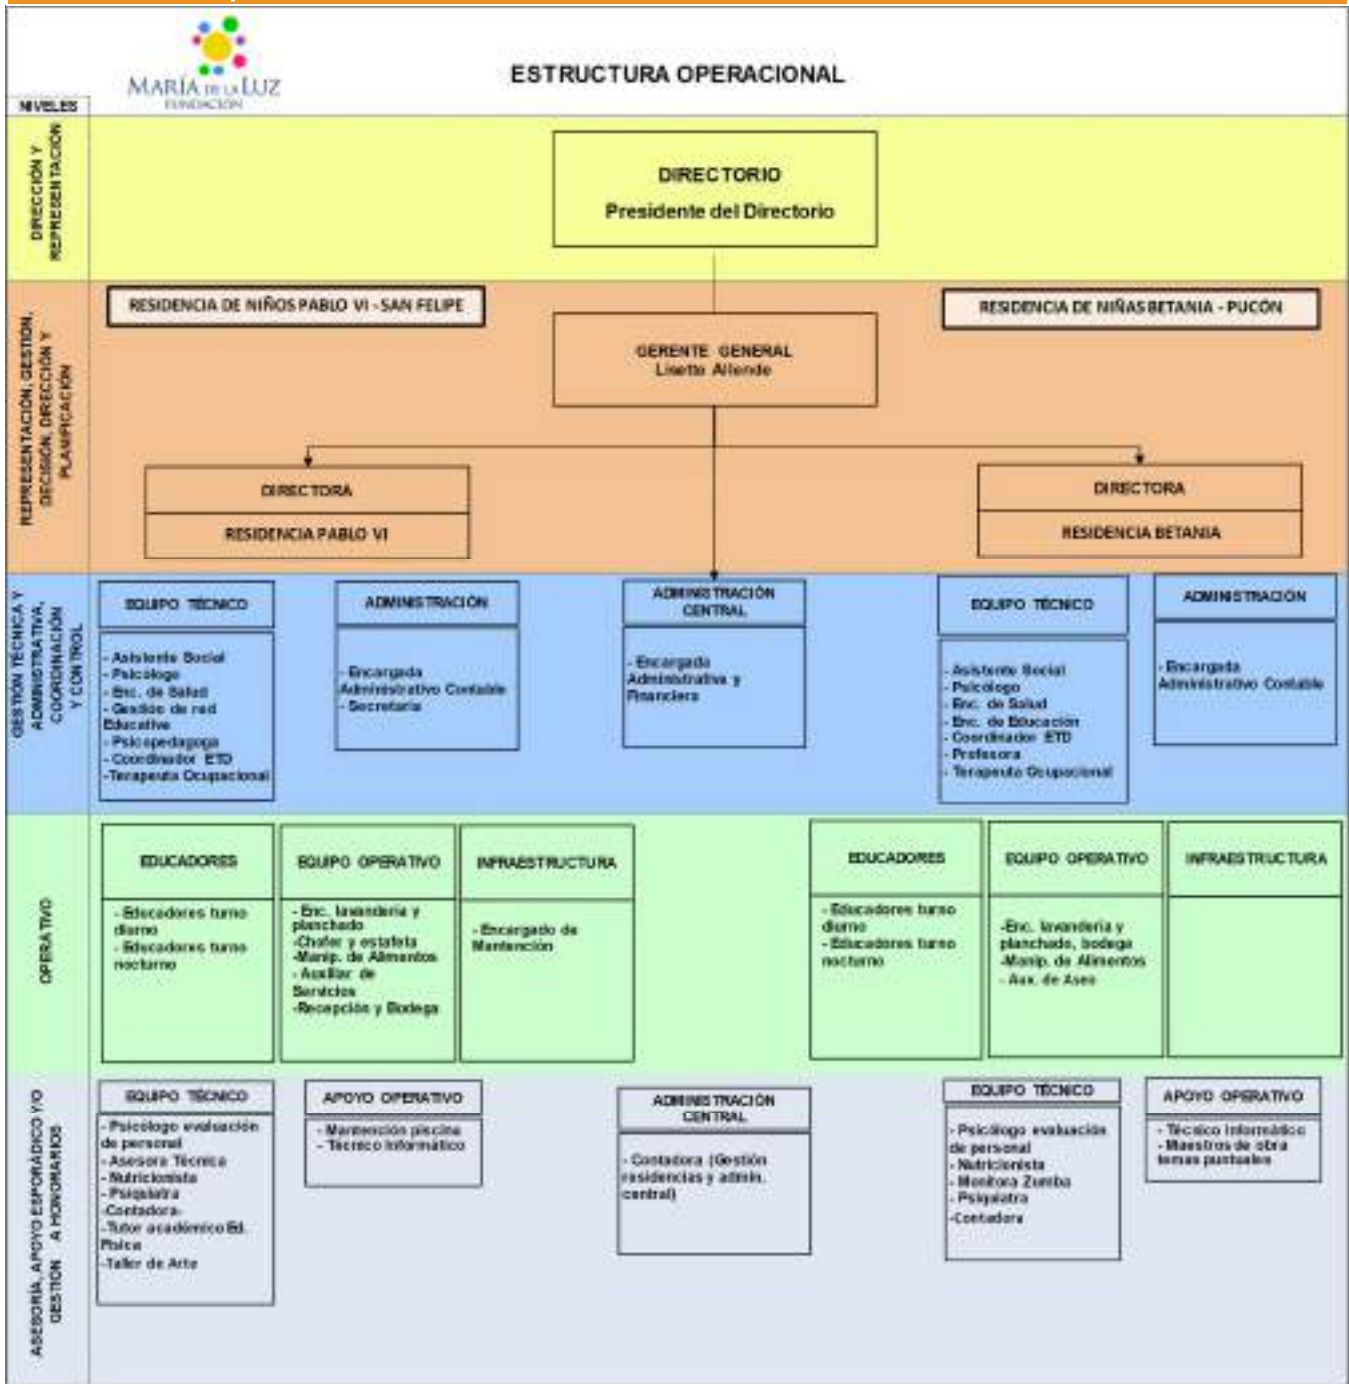 MARÍA DE LA LUZ
FUNDACIÓN
ESTRUCTURA OPERACIONAL
NIVELES
DIRECCIÓN Y
REPRESENTACIÓN
DIRECTORIO
Presidente del Directorio
REPRESENTACIÓN, GESTIÓN,
DECISIÓN, DIRECCIÓN Y
PLANIFICACIÓN
RESIDENCIA DE NIÑOS PABLO VI - SAN FELIPE
RESIDENCIA DE NIÑAS BETANIA - PUCÓN
GERENTE GENERAL
Lisette Allende
DIRECTORA
RESIDENCIA PABLO VI
DIRECTORA
RESIDENCIA BETANIA
GESTIÓN TÉCNICA Y
ADMINISTRATIVA,
COORDINACIÓN
Y CONTROL
EQUIPO TÉCNICO
- Asistente Social
- Psicólogo
- Enc. de Salud
- Gestión de red
Educativa
- Psicopedagoga
- Coordinador ETD
-Terapeuta Ocupacional
ADMINISTRACIÓN
- Encargada
Administrativo Contable
- Secretaria
ADMINISTRACIÓN
CENTRAL
- Encargada
Administrativa y
Financiera
EQUIPO TÉCNICO
- Asistente Social
- Psicólogo
- Enc. de Salud
- Enc. de Educación
- Coordinador ETD
- Profesora
- Terapeuta Ocupacional
ADMINISTRACIÓN
- Encargada
Administrativo Contable
OPERATIVO
EDUCADORES
- Educadores turno
diurno
- Educadores turno
nocturno
EQUIPO OPERATIVO
- Enc. lavandería y
planchado
-Chofer y estafeta
-Manip. de Alimentos
- Auxiliar de
Servicios
-Recepción y Bodega
INFRAESTRUCTURA
- Encargado de
Mantención
EDUCADORES
- Educadores turno
diurno
- Educadores turno
nocturno
EQUIPO OPERATIVO
-Enc. lavandería y
planchado, bodega
-Manip. de Alimentos
- Aux. de Aseo
INFRAESTRUCTURA
ASESORÍA, APOYO ESPORÁDICO Y/O
GESTIÓN A HONORARIOS
EQUIPO TÉCNICO
- Psicólogo evaluación
de personal
- Asesora Técnica
- Nutricionista
- Psiquiatra
-Contadora-
-Tutor académico Ed.
Física
-Taller de Arte
APOYO OPERATIVO
- Mantención piscina
- Técnico Informático
ADMINISTRACIÓN
CENTRAL
- Contadora (Gestión
residencias y admin.
central)
EQUIPO TÉCNICO
- Psicólogo evaluación
de personal
- Nutricionista
- Monitora Zumba
- Psiquiatra
-Contadora
APOYO OPERATIVO
- Técnico Informático
- Maestros de obra
temas puntuales